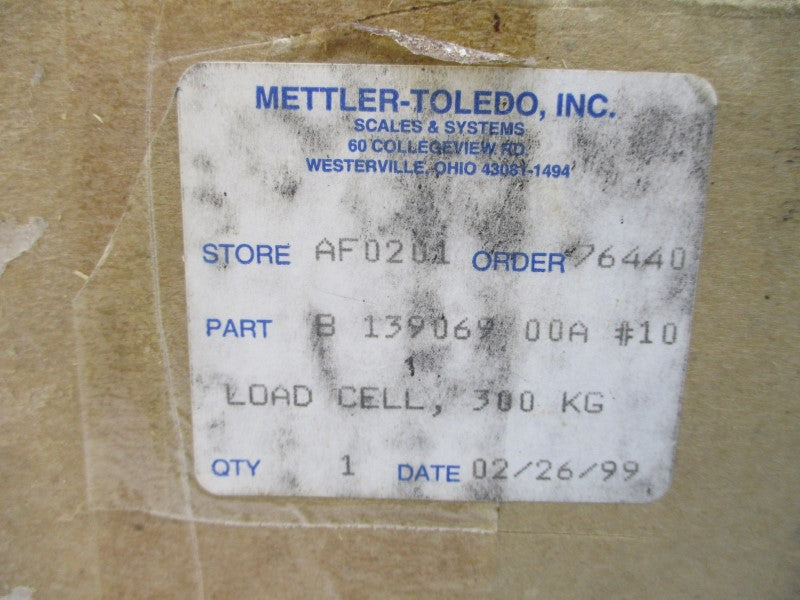 METTLER-TOLEDO, INC.
SCALES & SYSTEMS
60 COLLEGEVIEW RD.
WESTERVILLE, OHIO 43081-1494
STORE AF0201 ORDER 76440
PART B 139069 00A #10
1
LOAD CELL, 300 KG
QTY 1 DATE 02/26/99